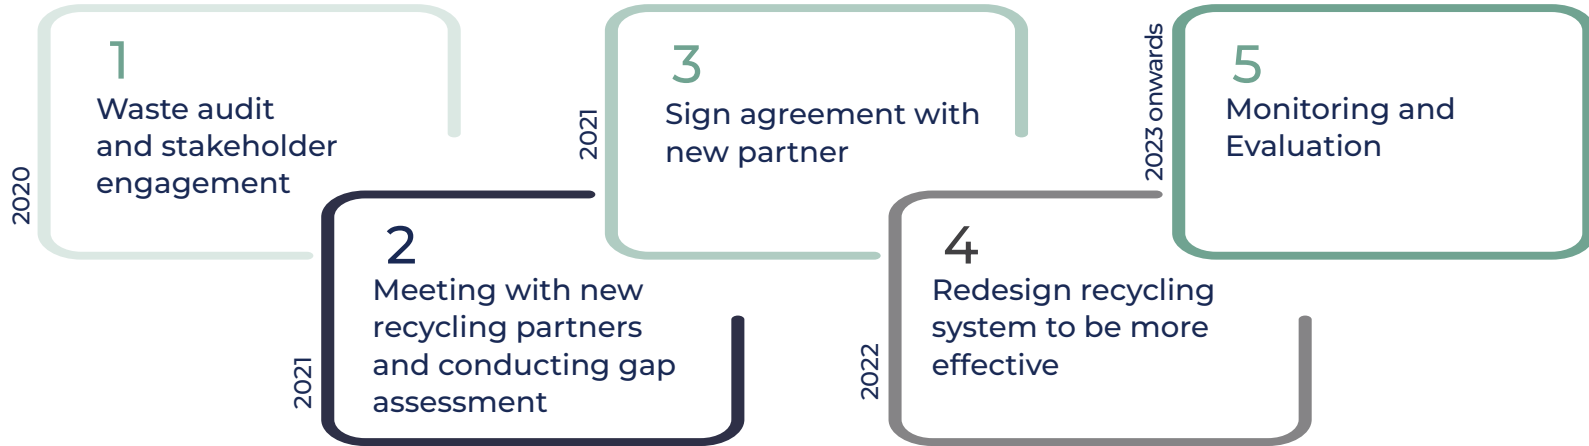 2020
1
Waste audit
and stakeholder
engagement
2021
2
Meeting with new
recycling partners
and conducting gap
assessment
2021
3
Sign agreement with
new partner
2022
4
Redesign recycling
system to be more
effective
2023 onwards
5
Monitoring and
Evaluation